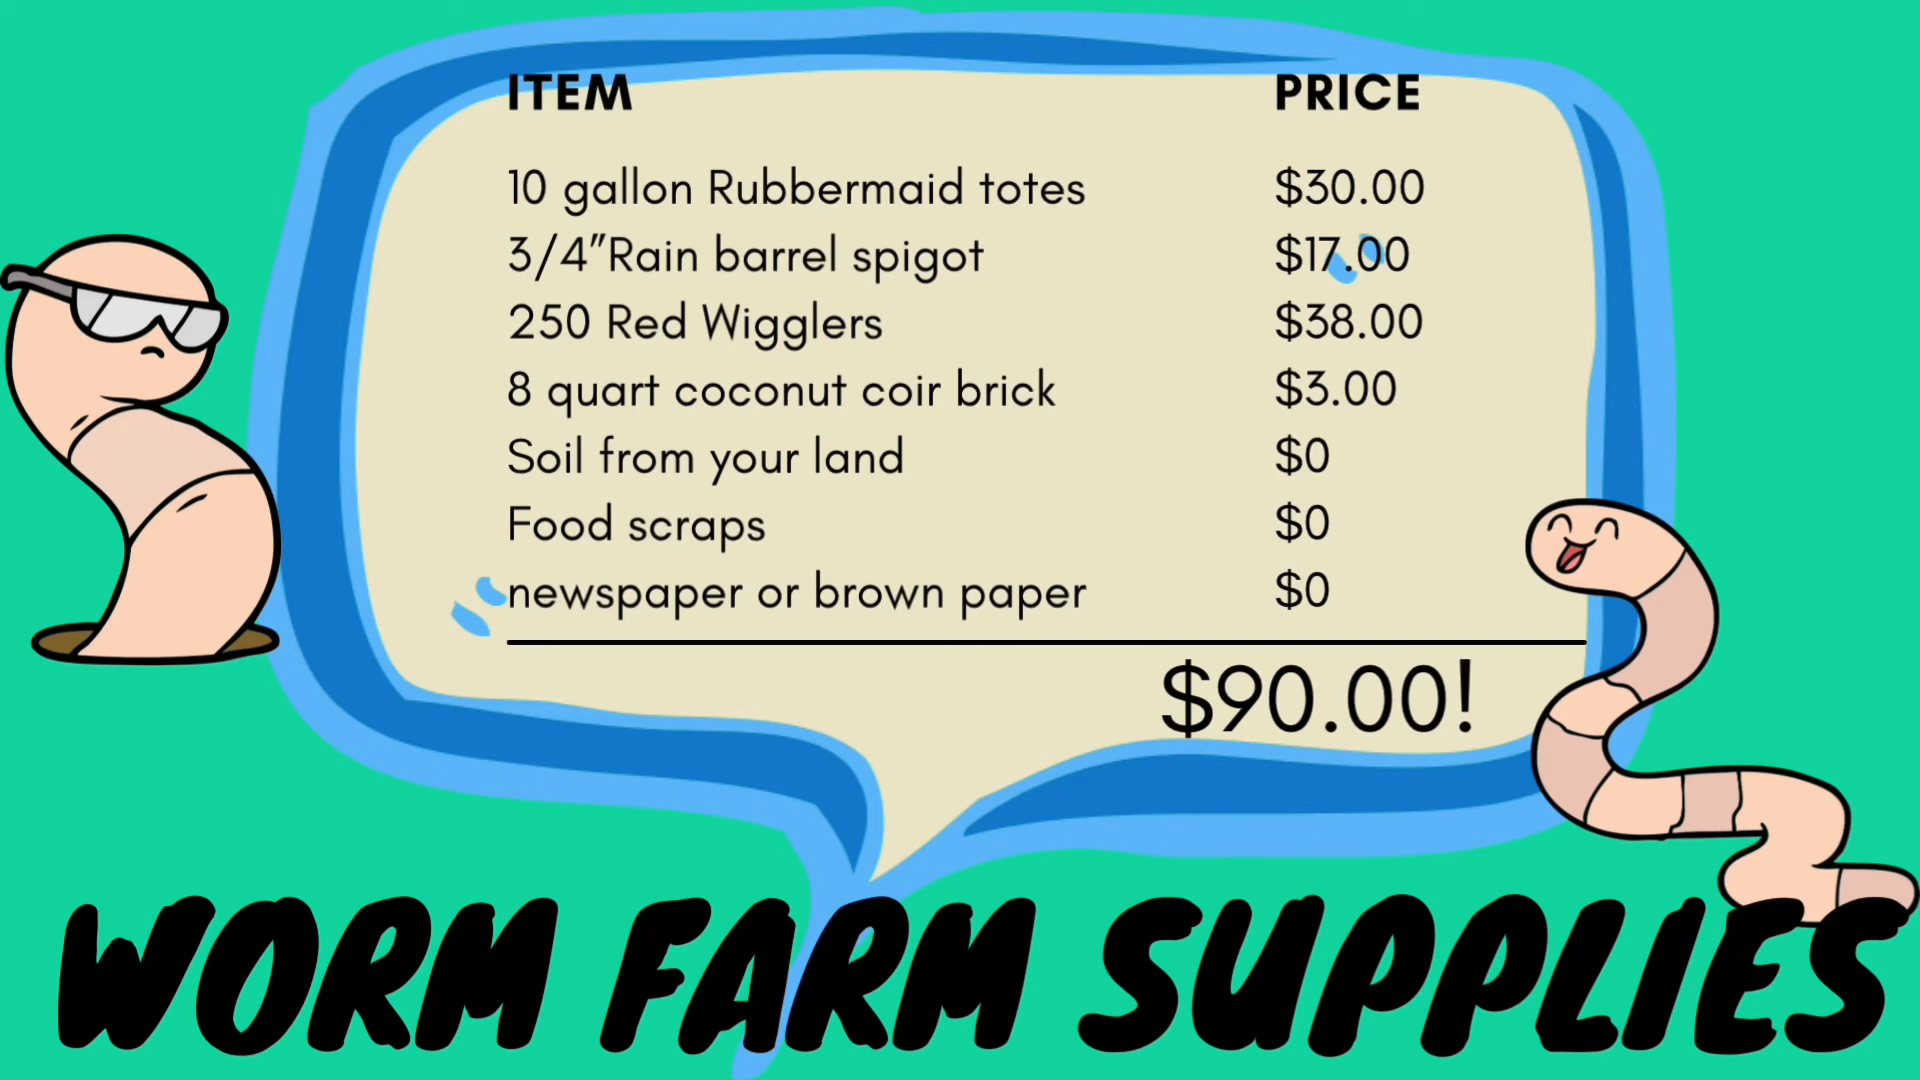 ITEM PRICE
10 gallon Rubbermaid totes $30.00
3/4"Rain barrel spigot $17.00
250 Red Wigglers $38.00
8 quart coconut coir brick $3.00
Soil from your land $0
Food scraps $0
newspaper or brown paper $0
$90.00!
WORM FARM SUPPLIES